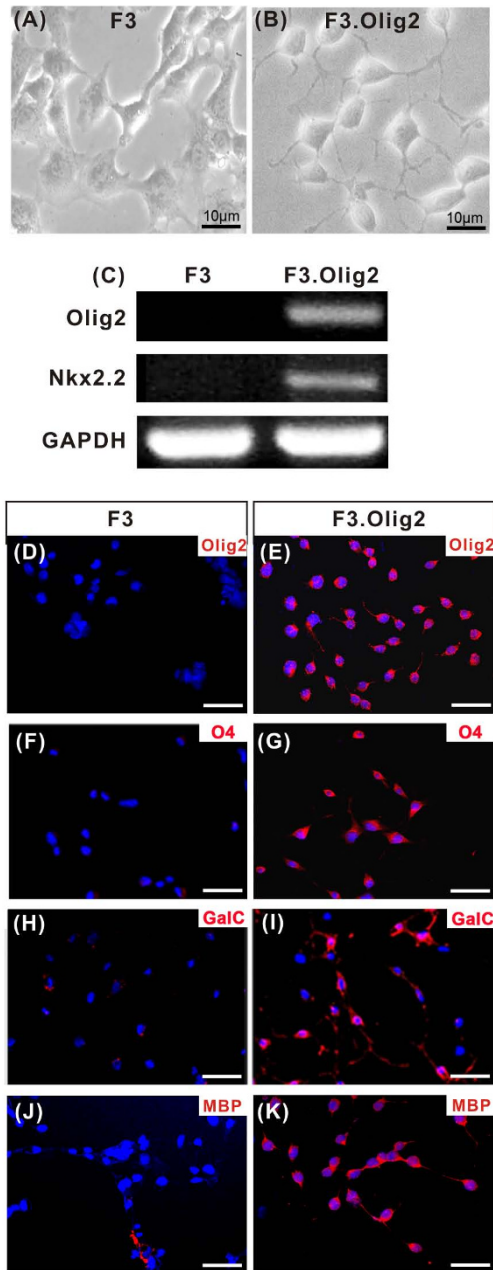 (A) F3 (B) F3.Olig2
10μm 10μm
(C) F3 F3.Olig2
Olig2
Nkx2.2
GAPDH
F3 F3.Olig2
(D) Olig2 (E) Olig2
(F) O4 (G) O4
(H) GalC (I) GalC
(J) MBP (K) MBP